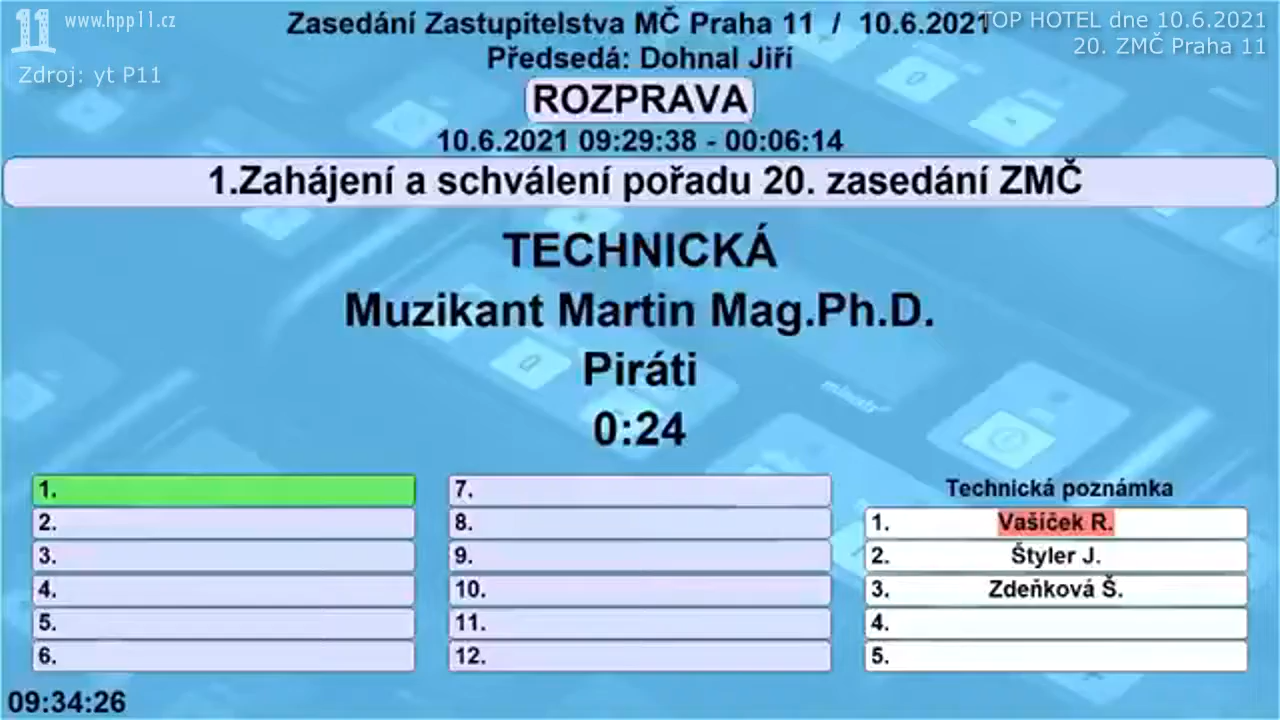 11 www.hpp11.cz
Zdroj: yt P11
Zasedání Zastupitelstva MČ Praha 11 / 10.6.2021
TOP HOTEL dne 10.6.2021
20. ZMČ Praha 11
Předsedá: Dohnal Jiří
ROZPRAVA
10.6.2021 09:29:38 - 00:06:14
1.Zahájení a schválení pořadu 20. zasedání ZMČ
TECHNICKÁ
Muzikant Martin Mag.Ph.D.
Piráti
0:24
1.
2.
3.
4.
5.
6.
7.
8.
9.
10.
11.
12.
Technická poznámka
1. Vašíček R.
2. Štyler J.
3. Zdeňková Š.
4.
5.
09:34:26